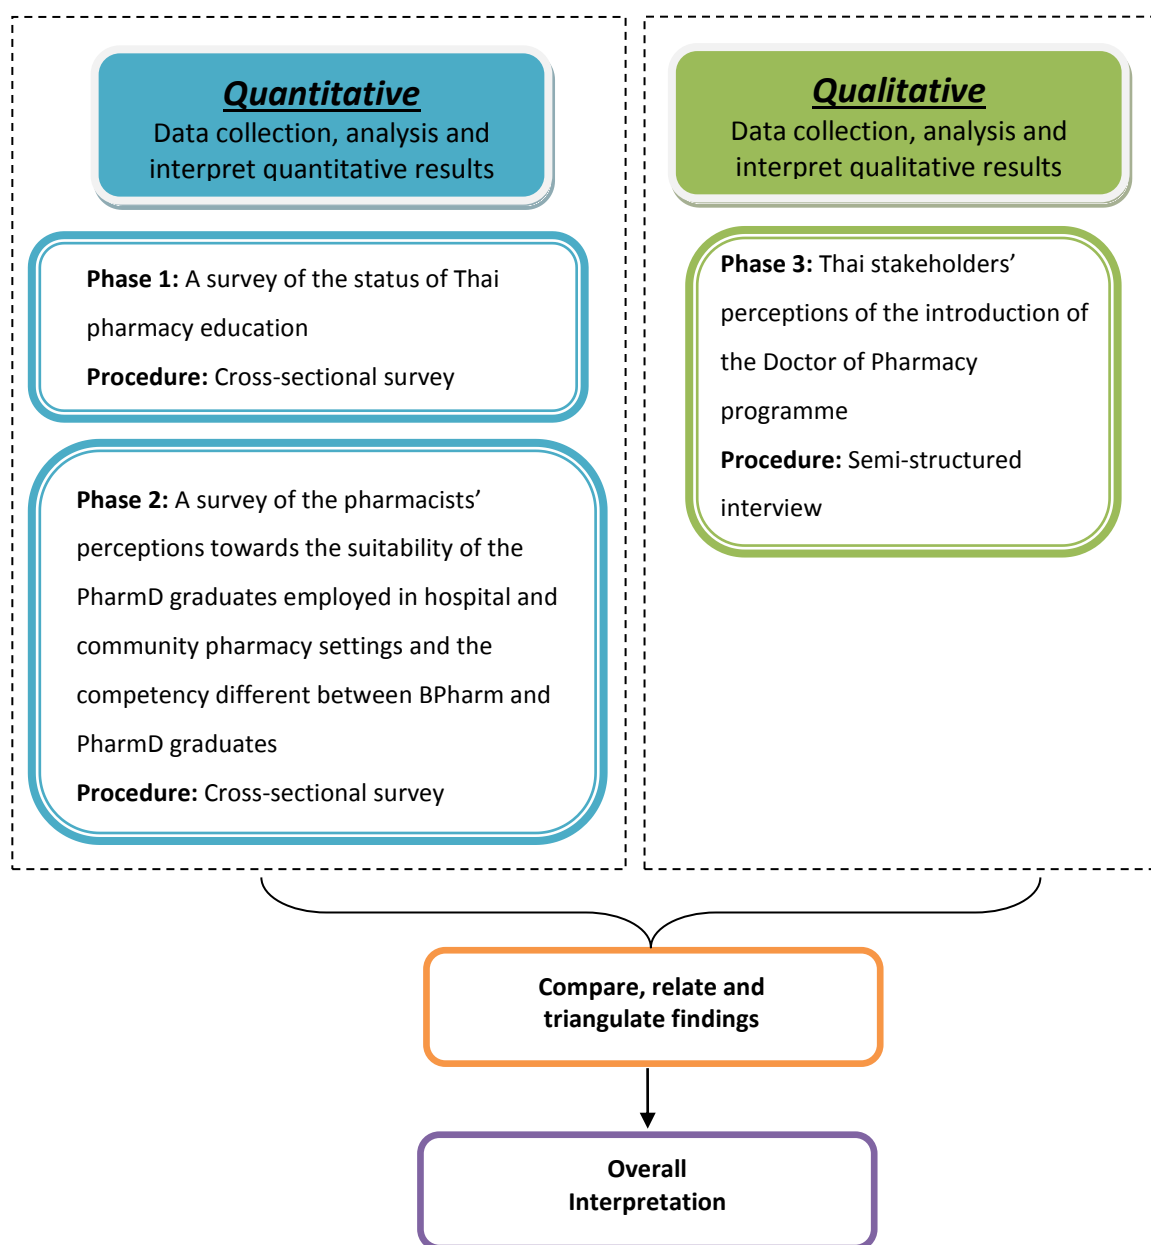 Quantitative
Data collection, analysis and
interpret quantitative results
Phase 1: A survey of the status of Thai
pharmacy education
Procedure: Cross-sectional survey
Phase 2: A survey of the pharmacists’
perceptions towards the suitability of the
PharmD graduates employed in hospital and
community pharmacy settings and the
competency different between BPharm and
PharmD graduates
Procedure: Cross-sectional survey
Qualitative
Data collection, analysis and
interpret qualitative results
Phase 3: Thai stakeholders’
perceptions of the introduction of
the Doctor of Pharmacy
programme
Procedure: Semi-structured
interview
Compare, relate and
triangulate findings
Overall
Interpretation